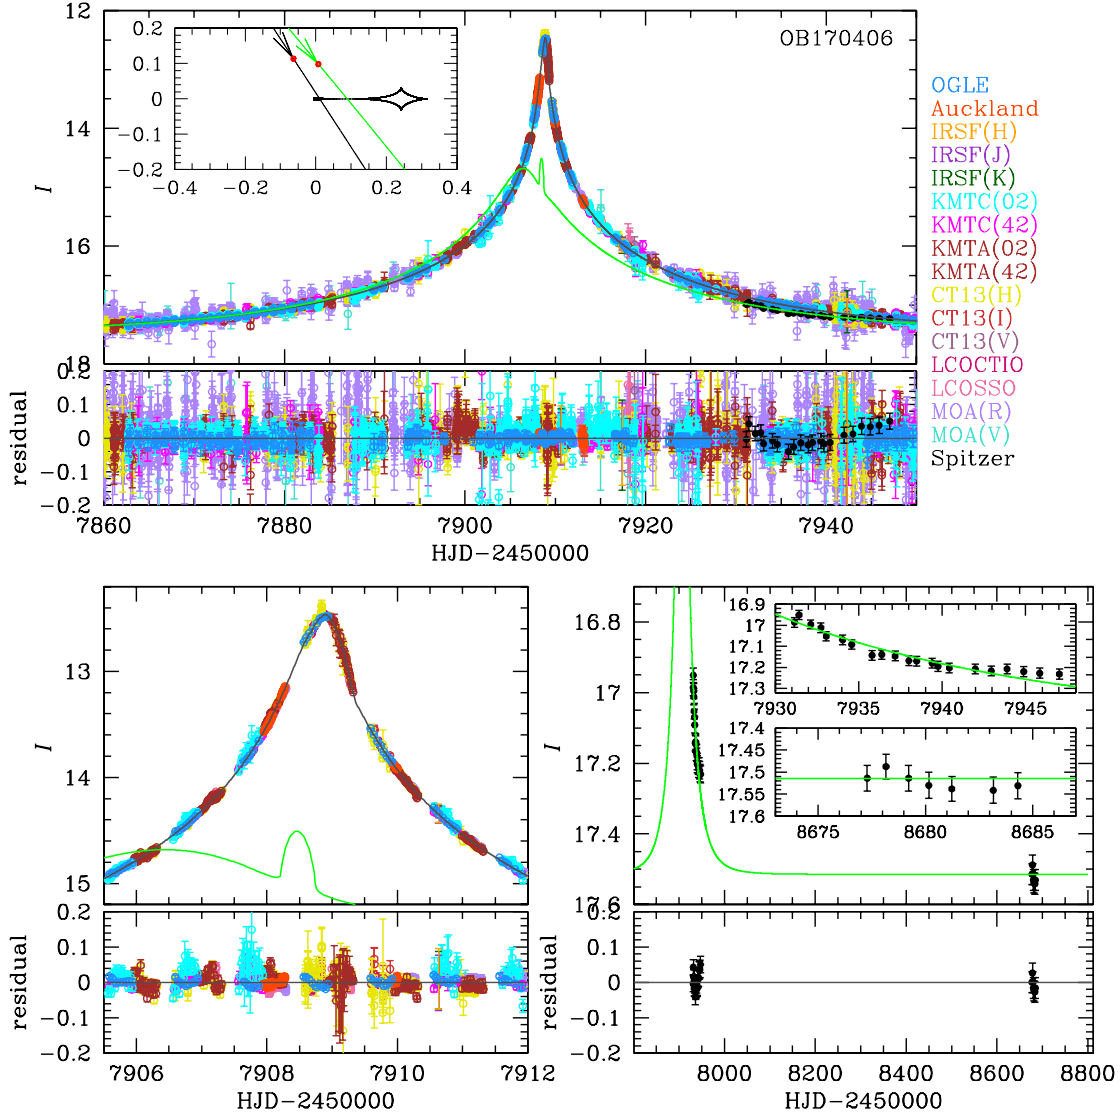 OB170406
12
14
16
18
I
0.2
0.1
0
−0.1
−0.2
−0.4 −0.2 0 0.2 0.4
OGLE
Auckland
IRSF(H)
IRSF(J)
IRSF(K)
KMTC(02)
KMTC(42)
KMTA(02)
KMTA(42)
CT13(H)
CT13(I)
CT13(V)
LCOCTIO
LCOSSO
MOA(R)
MOA(V)
Spitzer
residual
0.2
0.1
0
−0.1
−0.2
7860 7880 7900 7920 7940
HJD−2450000
I
13
14
15
residual
0.2
0.1
0
−0.1
−0.2
7906 7908 7910 7912
HJD−2450000
I
16.8
17
17.2
17.4
17.6
16.9
17
17.1
17.2
17.3
7930 7935 7940 7945
17.4
17.45
17.5
17.55
17.6
8675 8680 8685
residual
0.2
0.1
0
−0.1
−0.2
8000 8200 8400 8600 8800
HJD−2450000